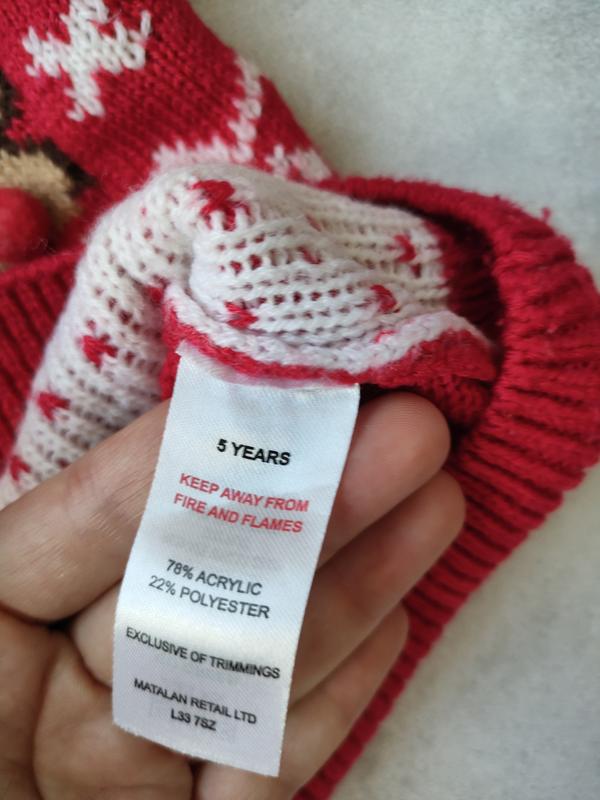 5 YEARS
KEEP AWAY FROM
FIRE AND FLAMES
78% ACRYLIC
22% POLYESTER
EXCLUSIVE OF TRIMMINGS
MATALAN RETAIL LTD
L33 7SZ